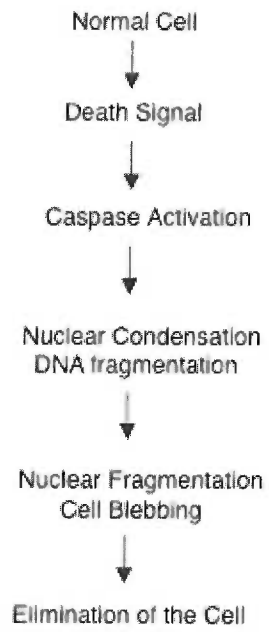 Normal Cell
Death Signal
Caspase Activation
Nuclear Condensation
DNA fragmentation
Nuclear Fragmentation
Cell Blebbing
Elimination of the Cell